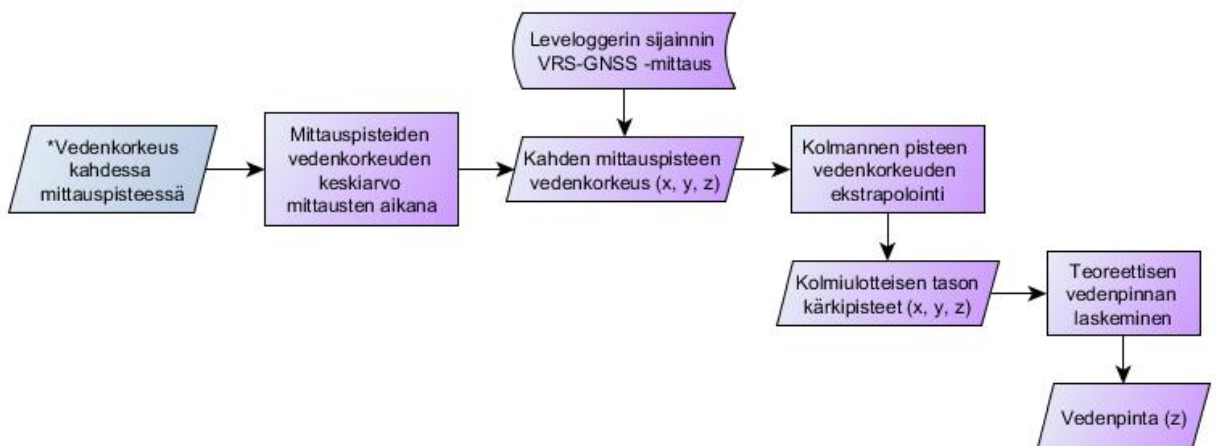 Leveloggerin sijainnin
VRS-GNSS -mittaus
*Vedenkorkeus
kahdessa
mittauspisteessä
Mittauspisteiden
vedenkorkeuden
keskiarvo
mittausten aikana
Kahden mittauspisteen
vedenkorkeus (x, y, z)
Kolmannen pisteen
vedenkorkeuden
ekstrapolointi
Kolmiulotteisen tason
kärkipisteet (x, y, z)
Teoreettisen
vedenpinnan
laskeminen
Vedenpinta (z)